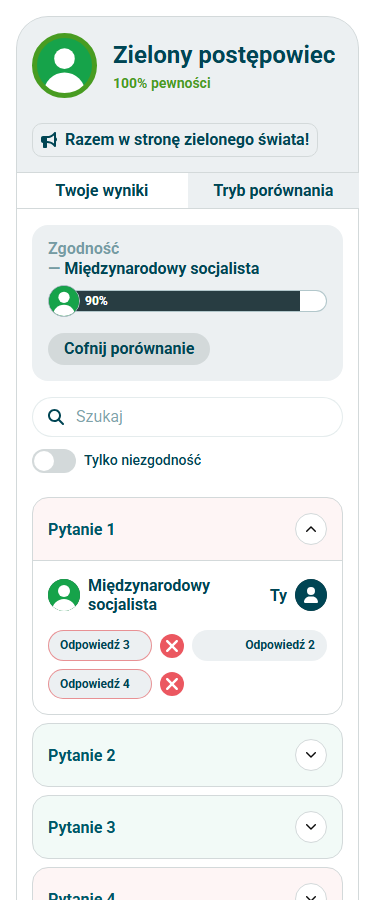 Zielony postępowiec
100% pewności
Razem w stronę zielonego świata!
Twoje wyniki
Tryb porównania
Zgodność
— Międzynarodowy socjalista
90%
Cofnij porównanie
Szukaj
Tylko niezgodność
Pytanie 1
Międzynarodowy
socjalista
Ty
Odpowiedź 3
Odpowiedź 2
Odpowiedź 4
Pytanie 2
Pytanie 3
Pytanie 4